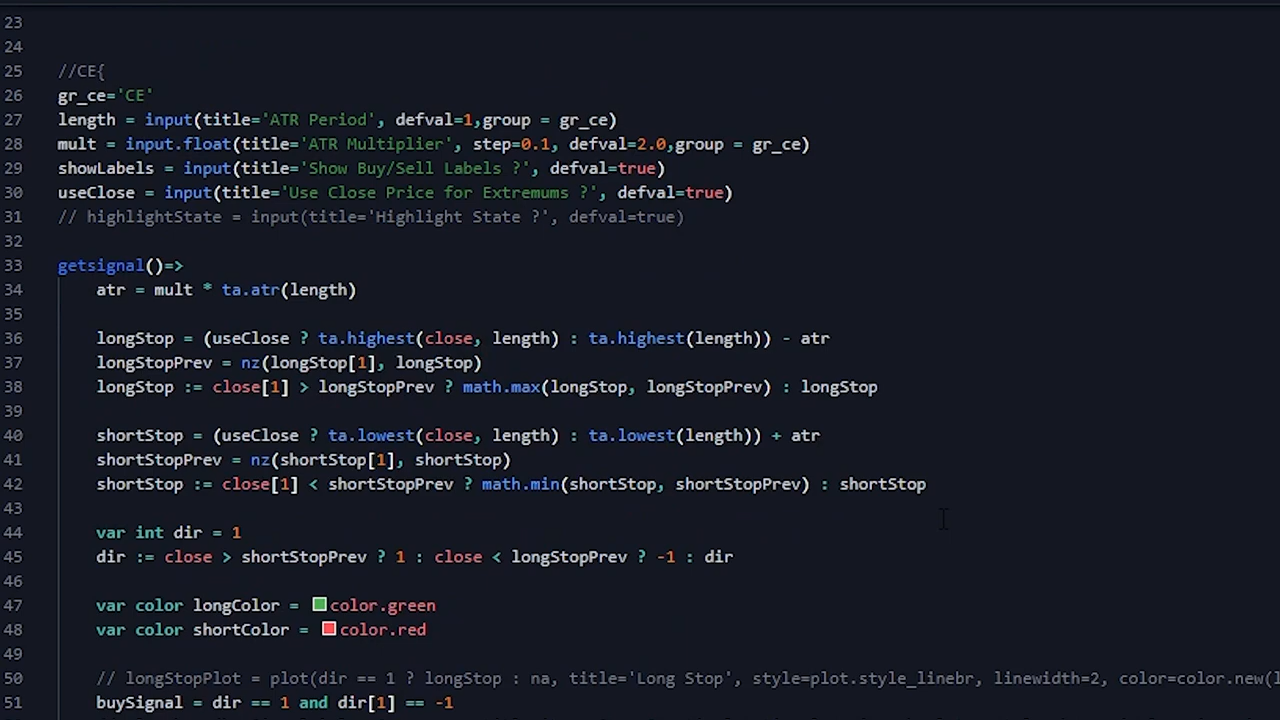 23
24
25 //CE{
26 gr_ce='CE'
27 length = input(title='ATR Period', defval=1,group = gr_ce)
28 mult = input.float(title='ATR Multiplier', step=0.1, defval=2.0,group = gr_ce)
29 showLabels = input(title='Show Buy/Sell Labels ?', defval=true)
30 useClose = input(title='Use Close Price for Extremums ?', defval=true)
31 // highlightState = input(title='Highlight State ?', defval=true)
32
33 getsignal()=>
34     atr = mult * ta.atr(length)
35
36     longStop = (useClose ? ta.highest(close, length) : ta.highest(length)) - atr
37     longStopPrev = nz(longStop[1], longStop)
38     longStop := close[1] > longStopPrev ? math.max(longStop, longStopPrev) : longStop
39
40     shortStop = (useClose ? ta.lowest(close, length) : ta.lowest(length)) + atr
41     shortStopPrev = nz(shortStop[1], shortStop)
42     shortStop := close[1] < shortStopPrev ? math.min(shortStop, shortStopPrev) : shortStop
43
44     var int dir = 1
45     dir := close > shortStopPrev ? 1 : close < longStopPrev ? -1 : dir
46
47     var color longColor = color.green
48     var color shortColor = color.red
49
50     // longStopPlot = plot(dir == 1 ? longStop : na, title='Long Stop', style=plot.style_linebr, linewidth=2, color=color.new(
51     buySignal = dir == 1 and dir[1] == -1